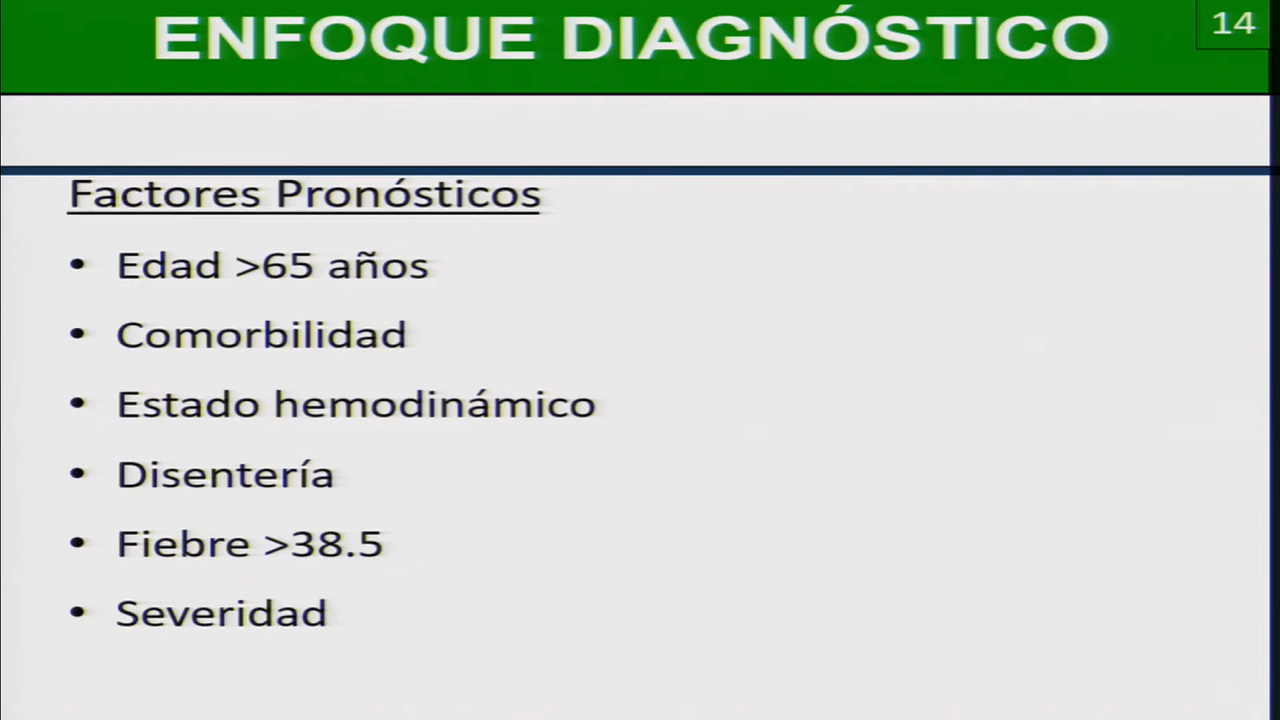 ENFOQUE DIAGNÓSTICO
14
Factores Pronósticos
• Edad >65 años
• Comorbilidad
• Estado hemodinámico
• Disentería
• Fiebre >38.5
• Severidad